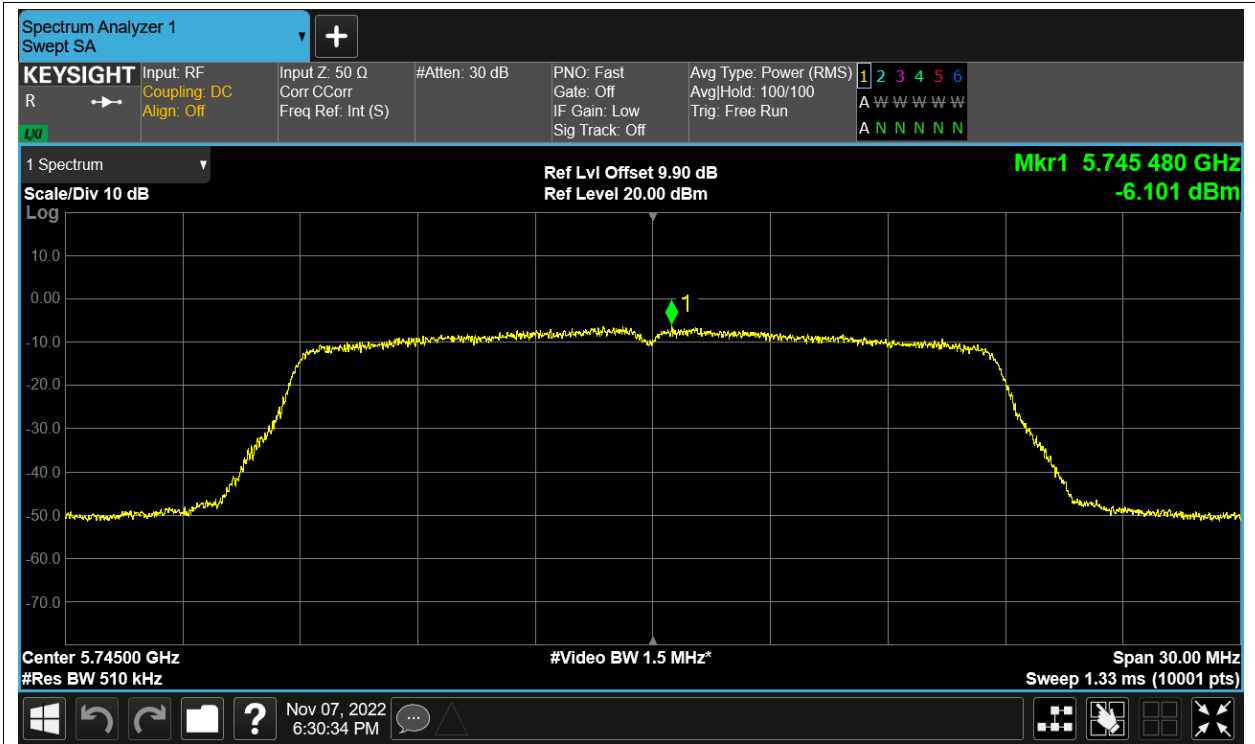 Spectrum Analyzer 1
Swept SA
KEYSIGHT
R
LXI
Input: RF
Coupling: DC
Align: Off
Input Z: 50 Ω
Corr CCorr
Freq Ref: Int (S)
#Atten: 30 dB
PNO: Fast
Gate: Off
IF Gain: Low
Sig Track: Off
Avg Type: Power (RMS)
Avg|Hold: 100/100
Trig: Free Run
1 2 3 4 5 6
A W W W W W
A N N N N N
1 Spectrum
Scale/Div 10 dB
Log
Ref Lvl Offset 9.90 dB
Ref Level 20.00 dBm
Mkr1 5.745 480 GHz
-6.101 dBm
10.0
0.00
1
-10.0
-20.0
-30.0
-40.0
-50.0
-60.0
-70.0
Center 5.74500 GHz
#Res BW 510 kHz
#Video BW 1.5 MHz*
Span 30.00 MHz
Sweep 1.33 ms (10001 pts)
?
Nov 07, 2022
6:30:34 PM